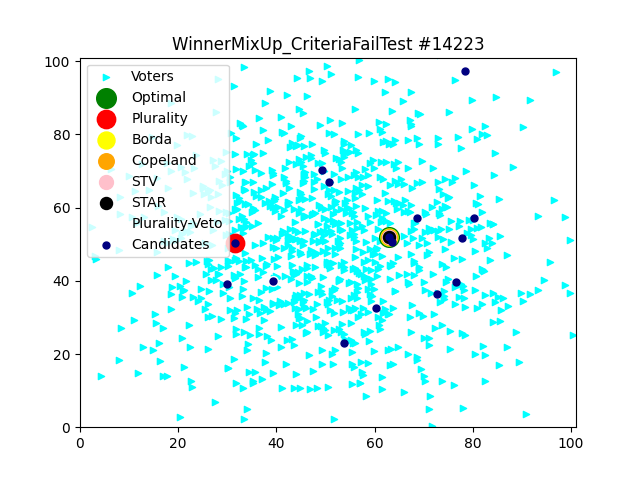 WinnerMixUp_CriteriaFailTest #14223
100
80
60
40
20
0
Voters
Optimal
Plurality
Borda
Copeland
STV
STAR
Plurality-Veto
Candidates
0 20 40 60 80 100